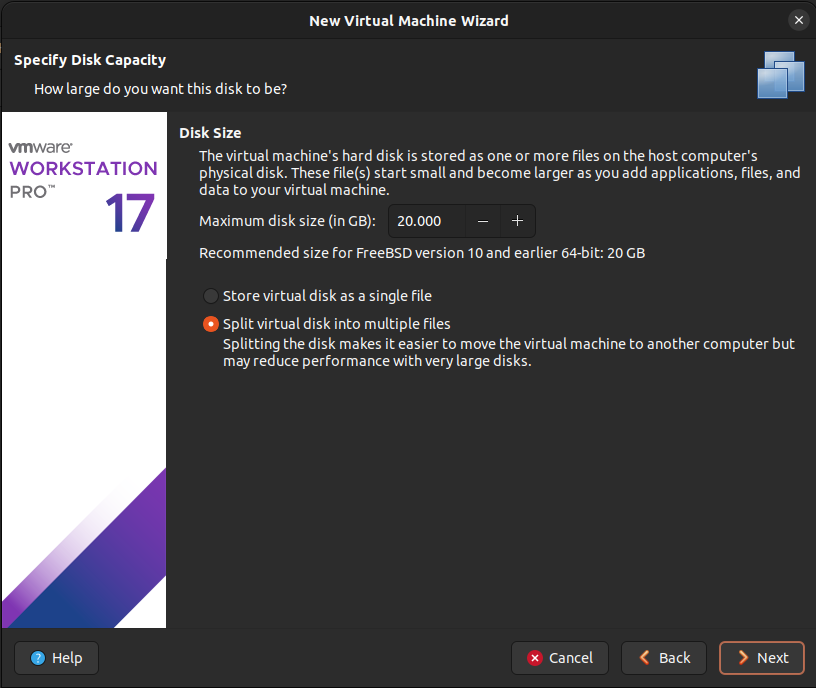 New Virtual Machine Wizard
Specify Disk Capacity
How large do you want this disk to be?
vmware®
WORKSTATION
PRO™
17
Disk Size
The virtual machine's hard disk is stored as one or more files on the host computer's
physical disk. These file(s) start small and become larger as you add applications, files, and
data to your virtual machine.
Maximum disk size (in GB): 20.000 − +
Recommended size for FreeBSD version 10 and earlier 64-bit: 20 GB
Store virtual disk as a single file
Split virtual disk into multiple files
Splitting the disk makes it easier to move the virtual machine to another computer but
may reduce performance with very large disks.
Help Cancel Back Next